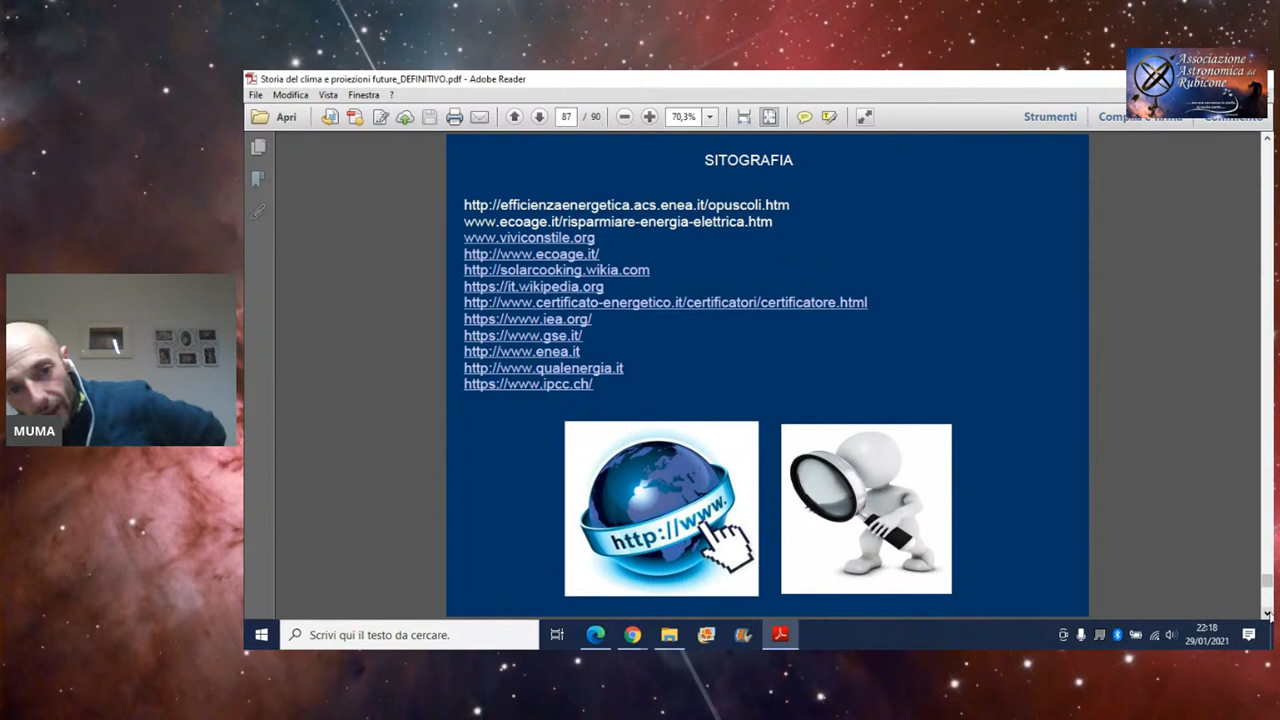 Associazione
Astronomica del
Rubicone
Storia del clima e proiezioni future_DEFINITIVO.pdf - Adobe Reader
File Modifica Vista Finestra ?
Apri 87 / 90 70,3% Strumenti
SITOGRAFIA
http://efficienzaenergetica.acs.enea.it/opuscoli.htm
www.ecoage.it/risparmiare-energia-elettrica.htm
www.viviconstile.org
http://www.ecoage.it/
http://solarcooking.wikia.com
https://it.wikipedia.org
http://www.certificato-energetico.it/certificatori/certificatore.html
https://www.iea.org/
https://www.gse.it/
http://www.enea.it
http://www.qualenergia.it
https://www.ipcc.ch/
MUMA
http://www.
Scrivi qui il testo da cercare.
22:18
29/01/2021